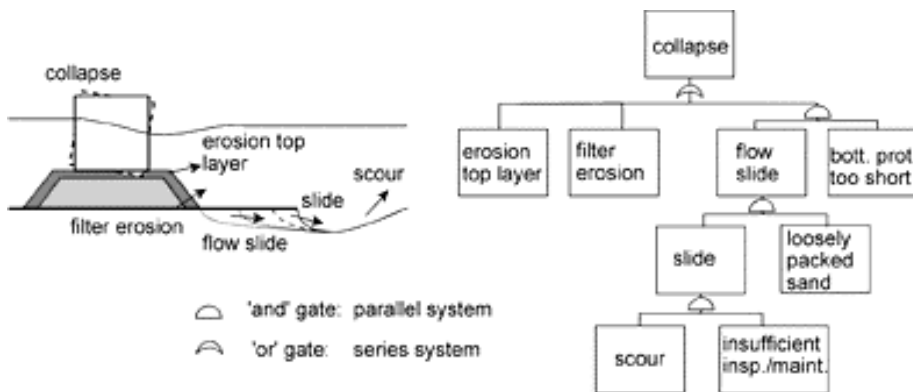 collapse
erosion top
layer
scour
slide
filter erosion
flow slide
'and' gate: parallel system
'or' gate: series system
collapse
erosion
top layer
filter
erosion
flow
slide
bott. prot.
too short
slide
loosely
packed
sand
scour
insufficient
insp./maint.